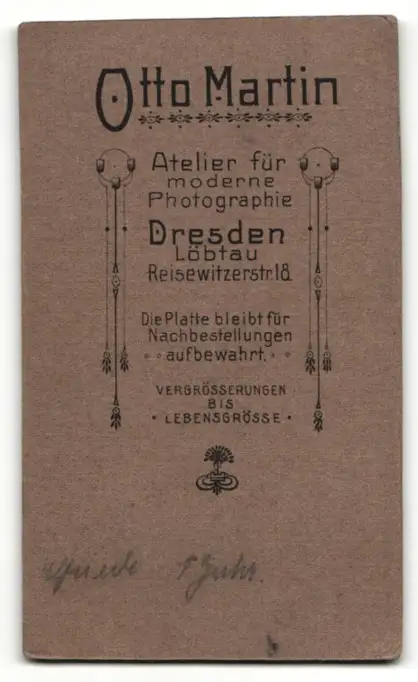 Otto Martin
Atelier für
moderne
Photographie
Dresden
Löbtau
Reisewitzerstr. 18.
Die Platte bleibt für
Nachbestellungen
aufbewahrt.
VERGRÖSSERUNGEN
BIS
• LEBENSGRÖSSE •